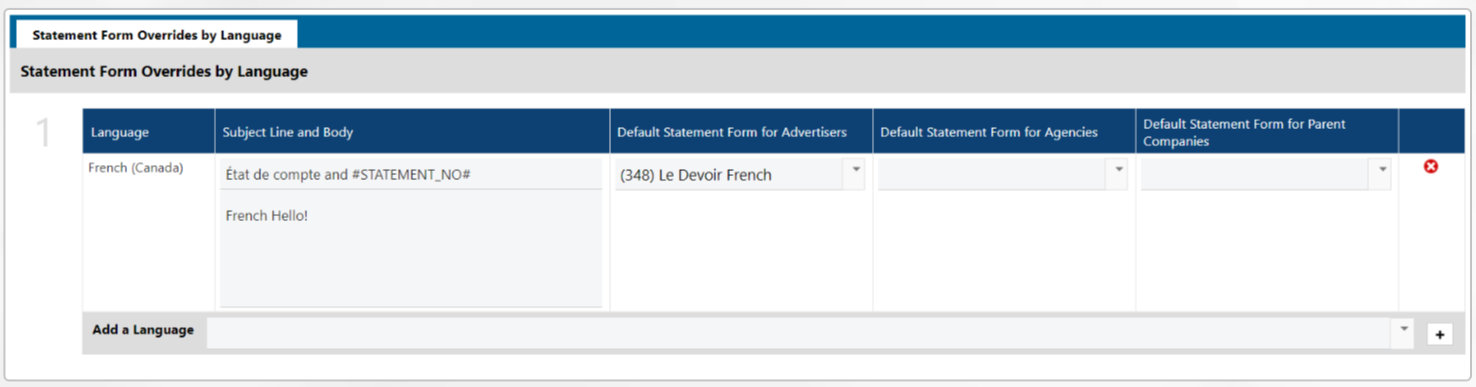 Statement Form Overrides by Language
Statement Form Overrides by Language
1
Language
Subject Line and Body
Default Statement Form for Advertisers
Default Statement Form for Agencies
Default Statement Form for Parent
Companies
French (Canada)
État de compte and #STATEMENT_NO#
(348) Le Devoir French
French Hello!
Add a Language
+